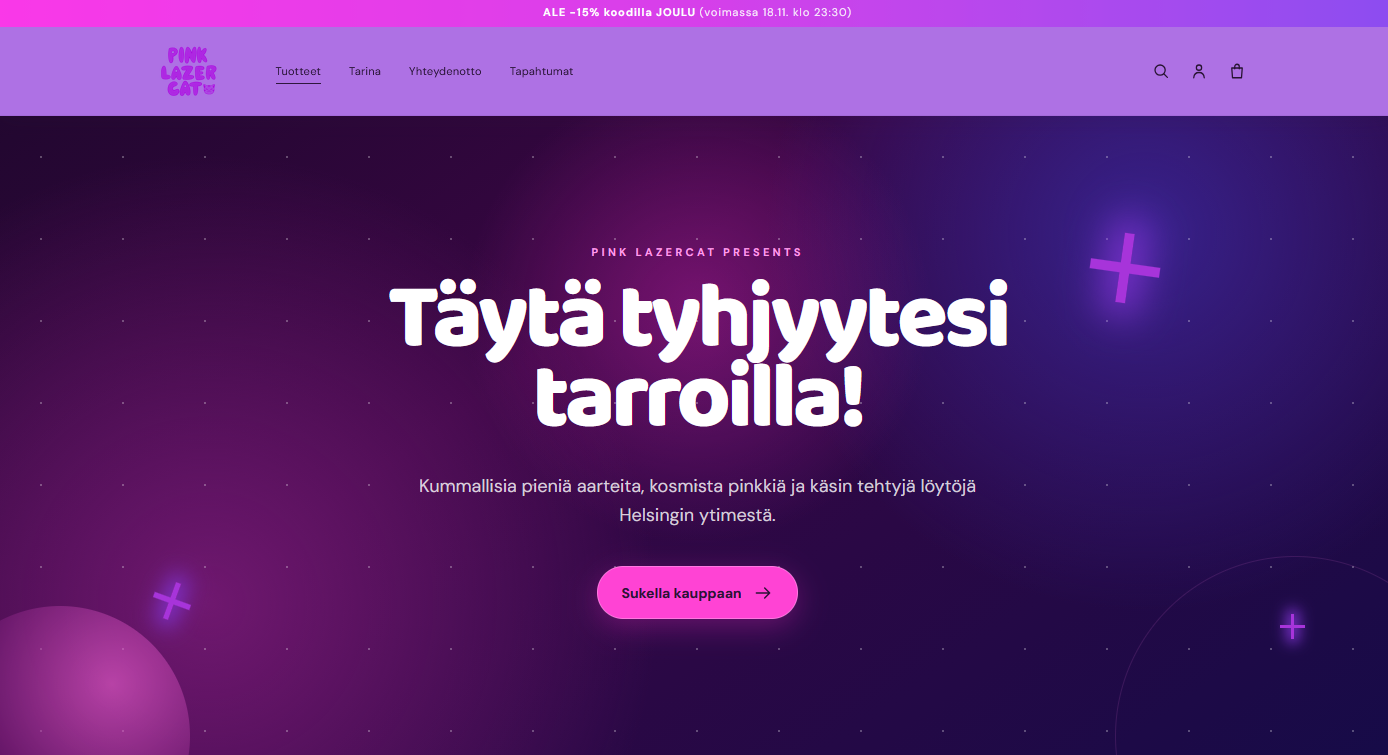 ALE -15% koodilla JOULU (voimassa 18.11. klo 23:30)
PINK
LAZER
CAT
Tuotteet Tarina Yhteydenotto Tapahtumat
PINK LAZERCAT PRESENTS
Täytä tyhjyytesi
tarroilla!
Kummallisia pieniä aarteita, kosmista pinkkiä ja käsin tehtyjä löytöjä
Helsingin ytimestä.
Sukella kauppaan